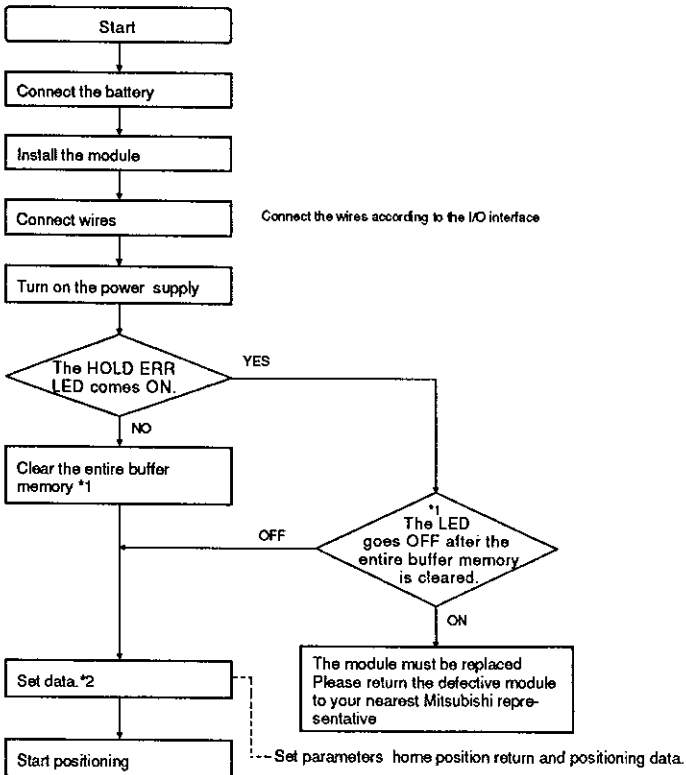 Start
Connect the battery
Install the module
Connect wires
Connect the wires according to the I/O interface
Turn on the power supply
The HOLD ERR
LED comes ON.
YES
NO
Clear the entire buffer
memory *1
*1
The LED
goes OFF after the
entire buffer memory
is cleared.
OFF
ON
The module must be replaced
Please return the defective module
to your nearest Mitsubishi repre-
sentative
Set data.*2
Set parameters home position return and positioning data.
Start positioning